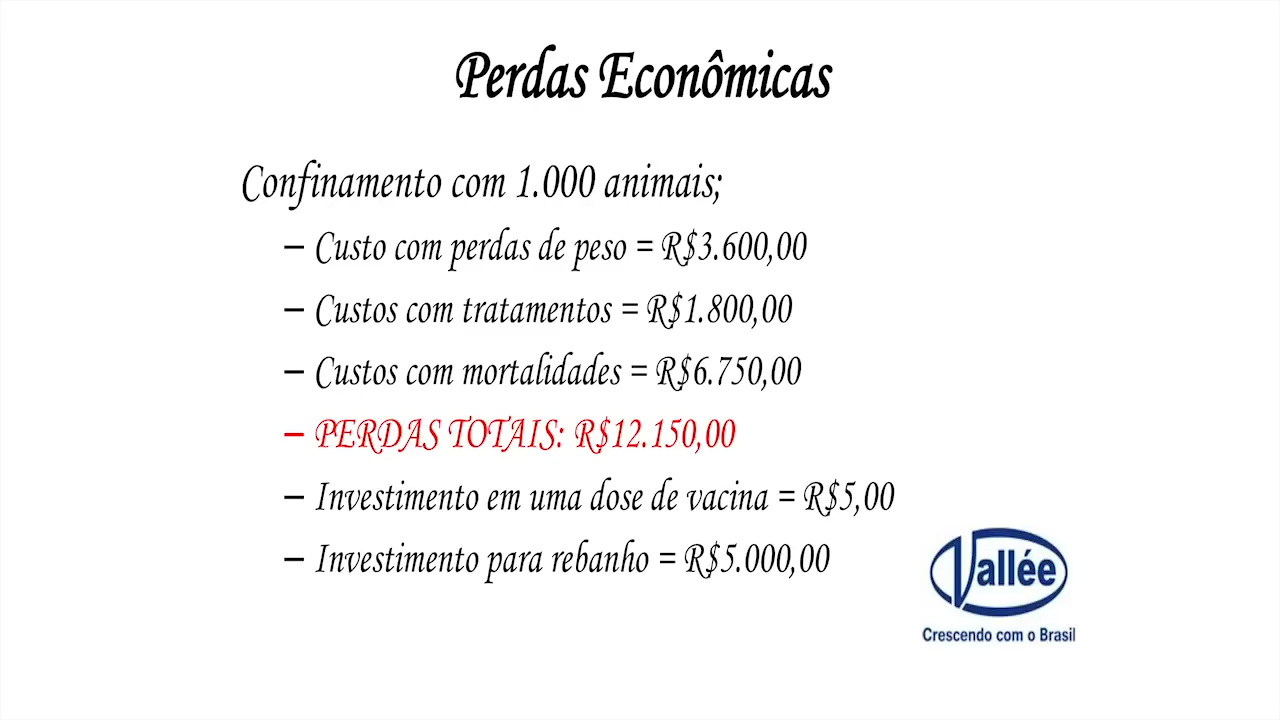 Perdas Econômicas
Confinamento com 1.000 animais;
– Custo com perdas de peso = R$3.600,00
– Custos com tratamentos = R$1.800,00
– Custos com mortalidades = R$6.750,00
– PERDAS TOTAIS: R$12.150,00
– Investimento em uma dose de vacina = R$5,00
– Investimento para rebanho = R$5.000,00
Vallée
Crescendo com o Brasil